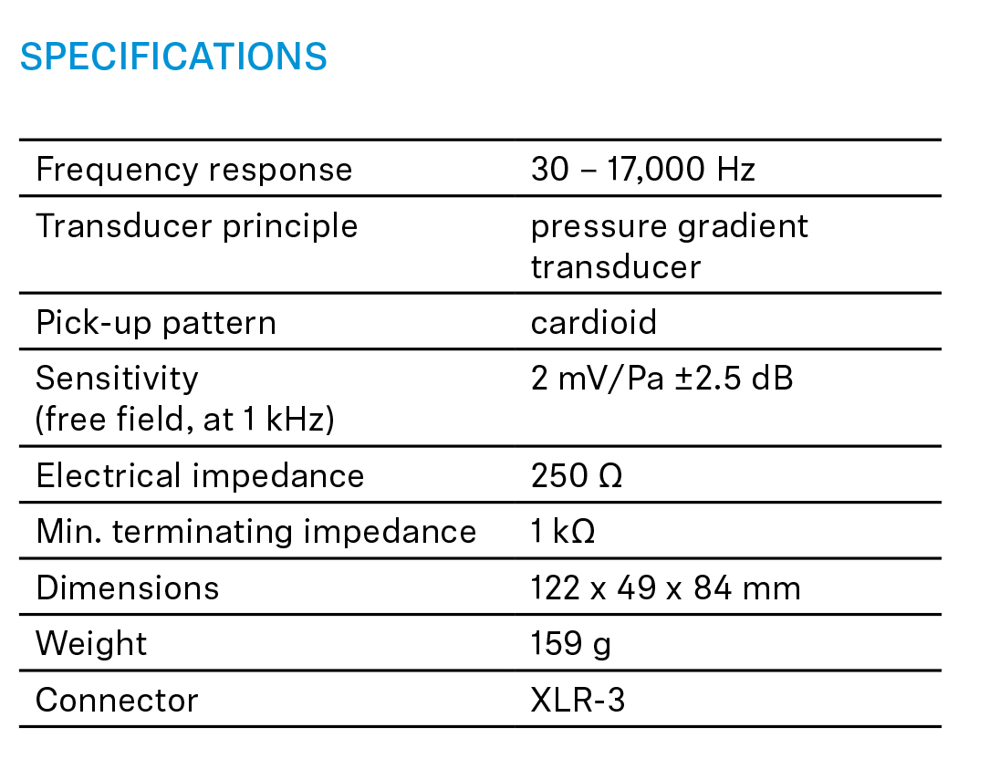 SPECIFICATIONS
Frequency response 30 – 17,000 Hz
Transducer principle pressure gradient
transducer
Pick-up pattern cardioid
Sensitivity 2 mV/Pa ±2.5 dB
(free field, at 1 kHz)
Electrical impedance 250 Ω
Min. terminating impedance 1 kΩ
Dimensions 122 x 49 x 84 mm
Weight 159 g
Connector XLR-3